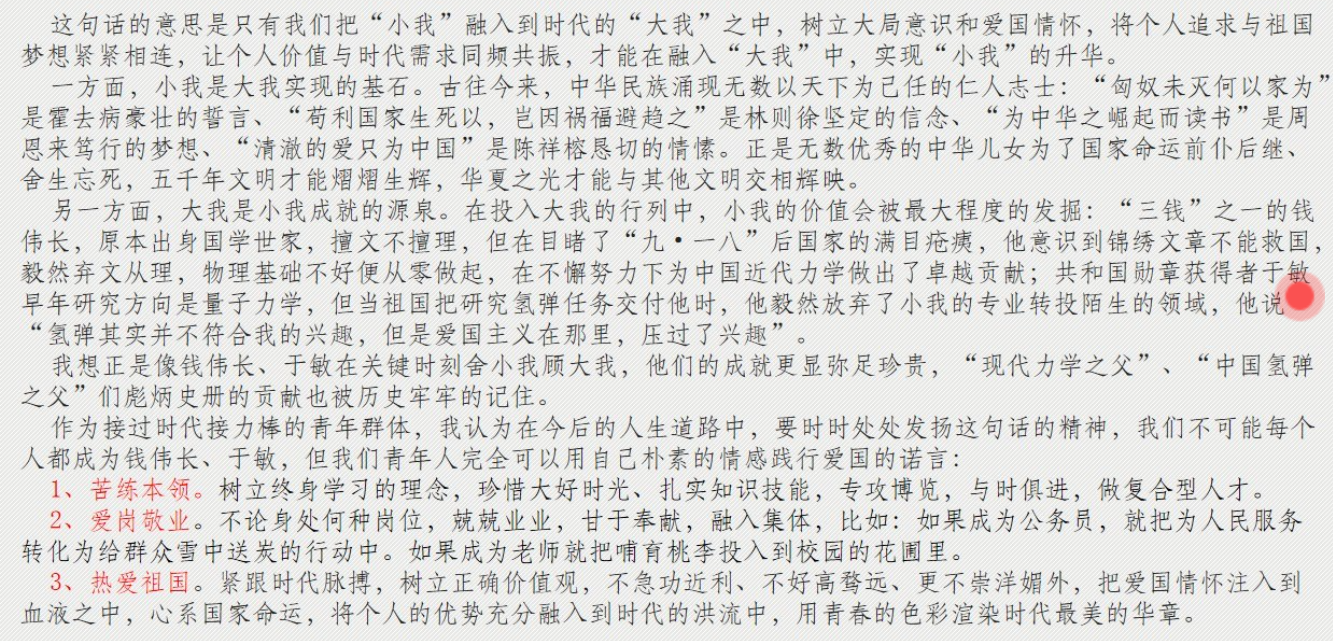 这句话的意思是只有我们把“小我”融入到时代的“大我”之中，树立大局意识和爱国情怀，将个人追求与祖国
梦想紧紧相连，让个人价值与时代需求同频共振，才能在融入“大我”中，实现“小我”的升华。
一方面，小我是大我实现的基石。古往今来，中华民族涌现无数以天下为己任的仁人志士：“匈奴未灭何以家为”
是霍去病豪壮的誓言、“苟利国家生死以，岂因祸福避趋之”是林则徐坚定的信念、“为中华之崛起而读书”是周
恩来笃行的梦想、“清澈的爱只为中国”是陈祥榕恳切的情愫。正是无数优秀的中华儿女为了国家命运前仆后继、
舍生忘死，五千年文明才能熠熠生辉，华夏之光才能与其他文明交相辉映。
另一方面，大我是小我成就的源泉。在投入大我的行列中，小我的价值会被最大程度的发掘：“三钱”之一的钱
伟长，原本出身国学世家，擅文不擅理，但在目睹了“九·一八”后国家的满目疮痍，他意识到锦绣文章不能救国，
毅然弃文从理，物理基础不好便从零做起，在不懈努力下为中国近代力学做出了卓越贡献；共和国勋章获得者于敏
早年研究方向是量子力学，但当祖国把研究氢弹任务交付他时，他毅然放弃了小我的专业转投陌生的领域，他说
“氢弹其实并不符合我的兴趣，但是爱国主义在那里，压过了兴趣”。
我想正是像钱伟长、于敏在关键时刻舍小我顾大我，他们的成就更显弥足珍贵，“现代力学之父”、“中国氢弹
之父”们彪炳史册的贡献也被历史牢牢的记住。
作为接过时代接力棒的青年群体，我认为在今后的人生道路中，要时时处处发扬这句话的精神，我们不可能每个
人都成为钱伟长、于敏，但我们青年人完全可以用自己朴素的情感践行爱国的诺言：
1、苦练本领。树立终身学习的理念，珍惜大好时光、扎实知识技能，专攻博览，与时俱进，做复合型人才。
2、爱岗敬业。不论身处何种岗位，兢兢业业，甘于奉献，融入集体，比如：如果成为公务员，就把为人民服务
转化为给群众雪中送炭的行动中。如果成为老师就把哺育桃李投入到校园的花圃里。
3、热爱祖国。紧跟时代脉搏，树立正确价值观，不急功近利、不好高骛远、更不崇洋媚外，把爱国情怀注入到
血液之中，心系国家命运，将个人的优势充分融入到时代的洪流中，用青春的色彩渲染时代最美的华章。